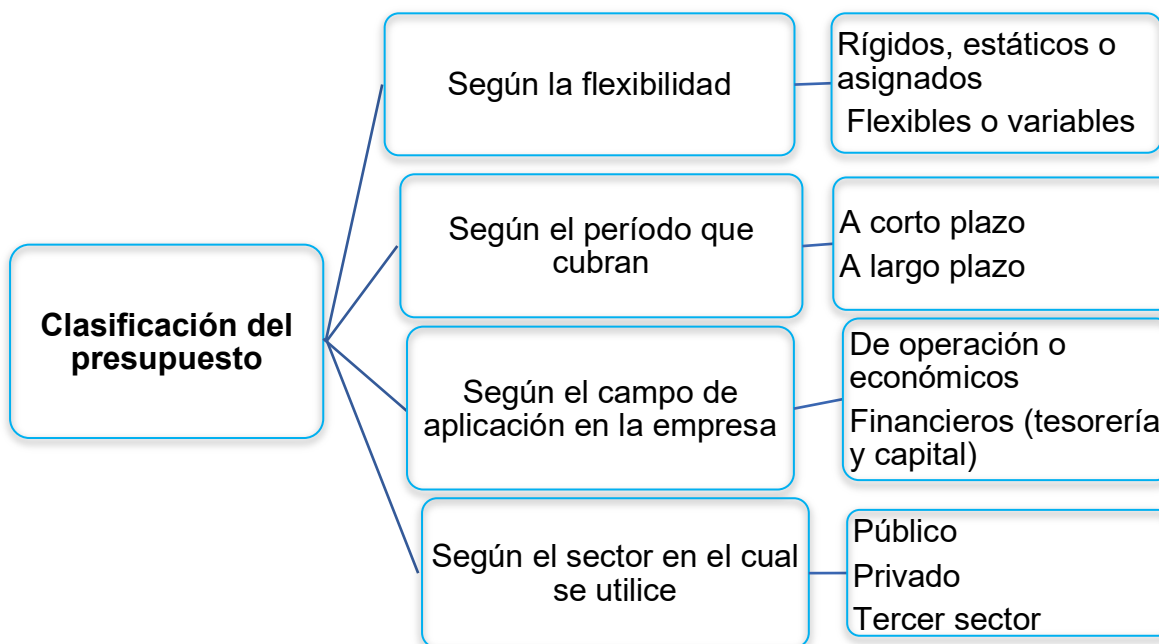 Clasificación del
presupuesto
Según la flexibilidad
Rígidos, estáticos o
asignados
Flexibles o variables
Según el período que
cubran
A corto plazo
A largo plazo
Según el campo de
aplicación en la empresa
De operación o
económicos
Financieros (tesorería
y capital)
Según el sector en el cual
se utilice
Público
Privado
Tercer sector